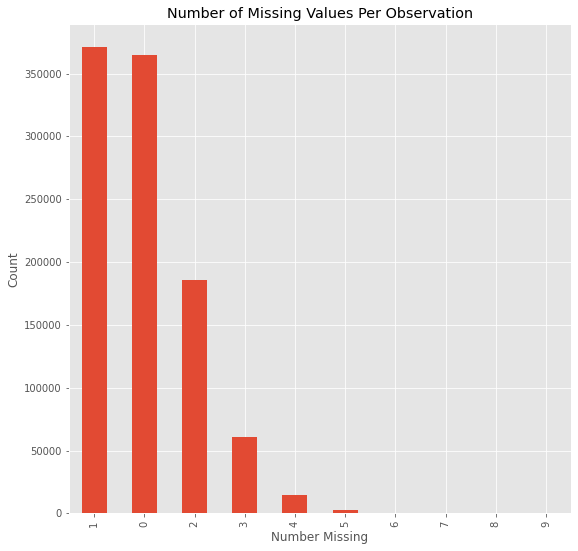 Number of Missing Values Per Observation
Count
350000
300000
250000
200000
150000
100000
50000
0
1 0 2 3 4 5 6 7 8 9
Number Missing